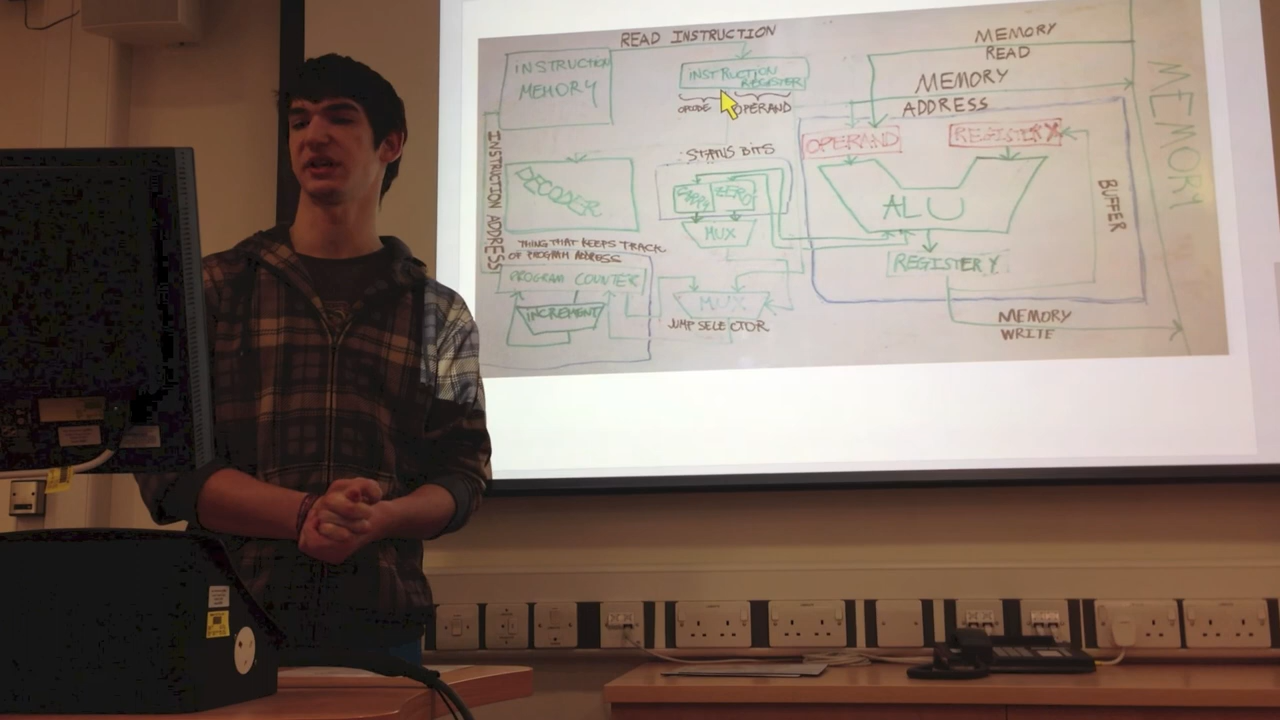 READ INSTRUCTION
INSTRUCTION
MEMORY
INSTRUCTION
REGISTER
OPCODE OPERAND
MEMORY
READ
MEMORY
ADDRESS
MEMORY
INSTRUCTION ADDRESS
DECODER
STATUS BITS
ZERO?
MUX
OPERAND
REGISTER X
ALU
REGISTER Y
BUFFER
THING THAT KEEPS TRACK
OF PROGRAM ADDRESS
PROGRAM COUNTER
INCREMENT
MUX
JUMP SELECTOR
MEMORY
WRITE